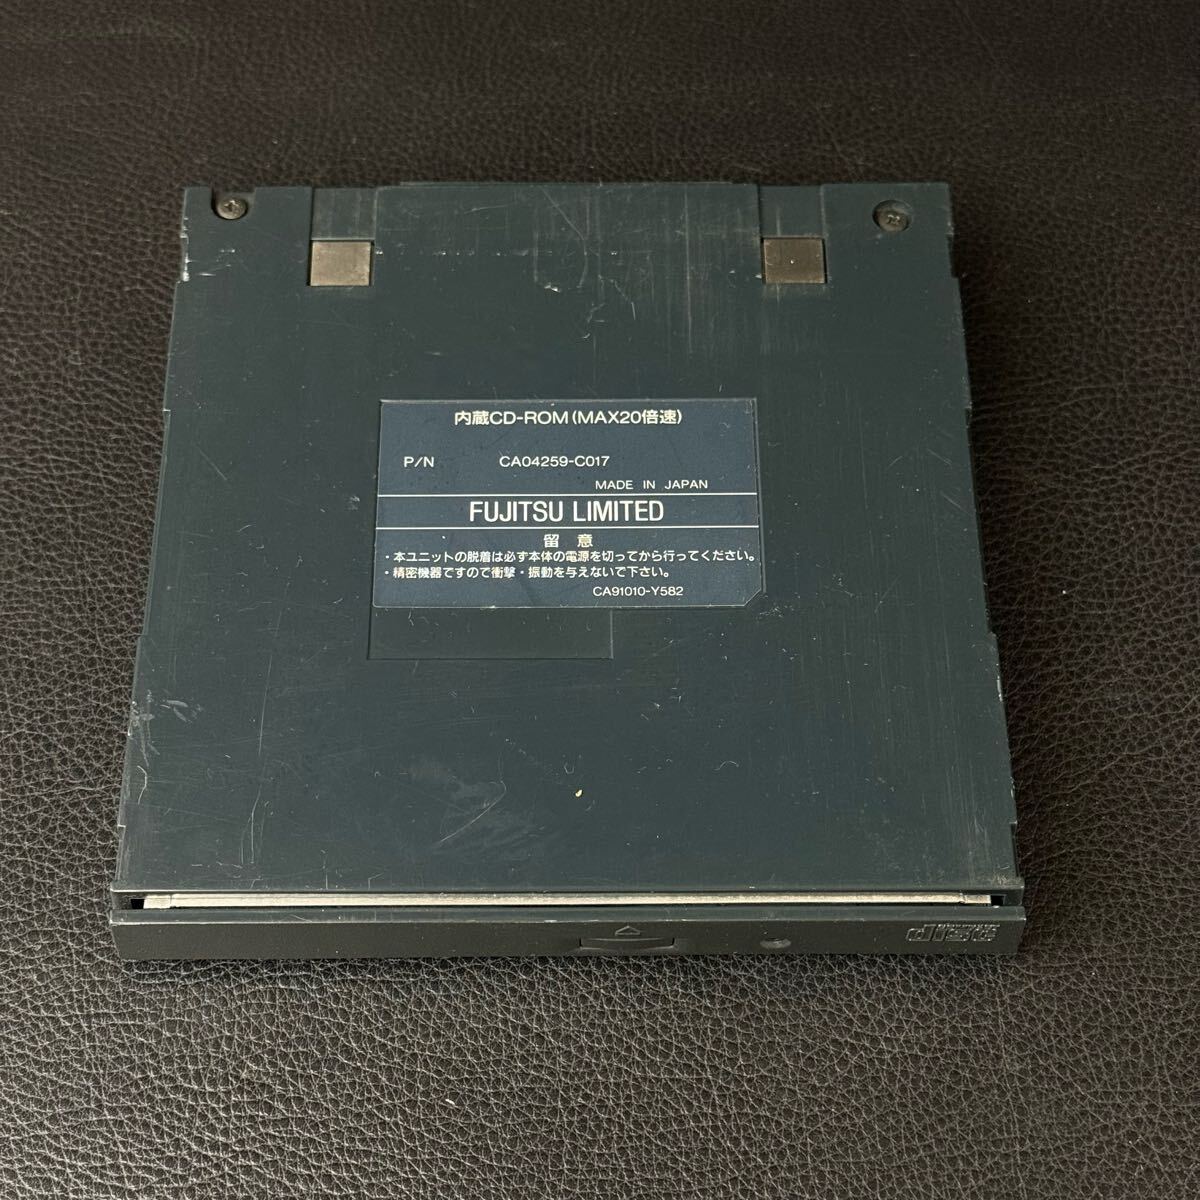 内蔵CD-ROM(MAX20倍速)
P/N CA04259-C017
MADE IN JAPAN
FUJITSU LIMITED
留 意
・本ユニットの脱着は必ず本体の電源を切ってから行ってください。
・精密機器ですので衝撃・振動を与えないで下さい。
CA91010-Y582
disc